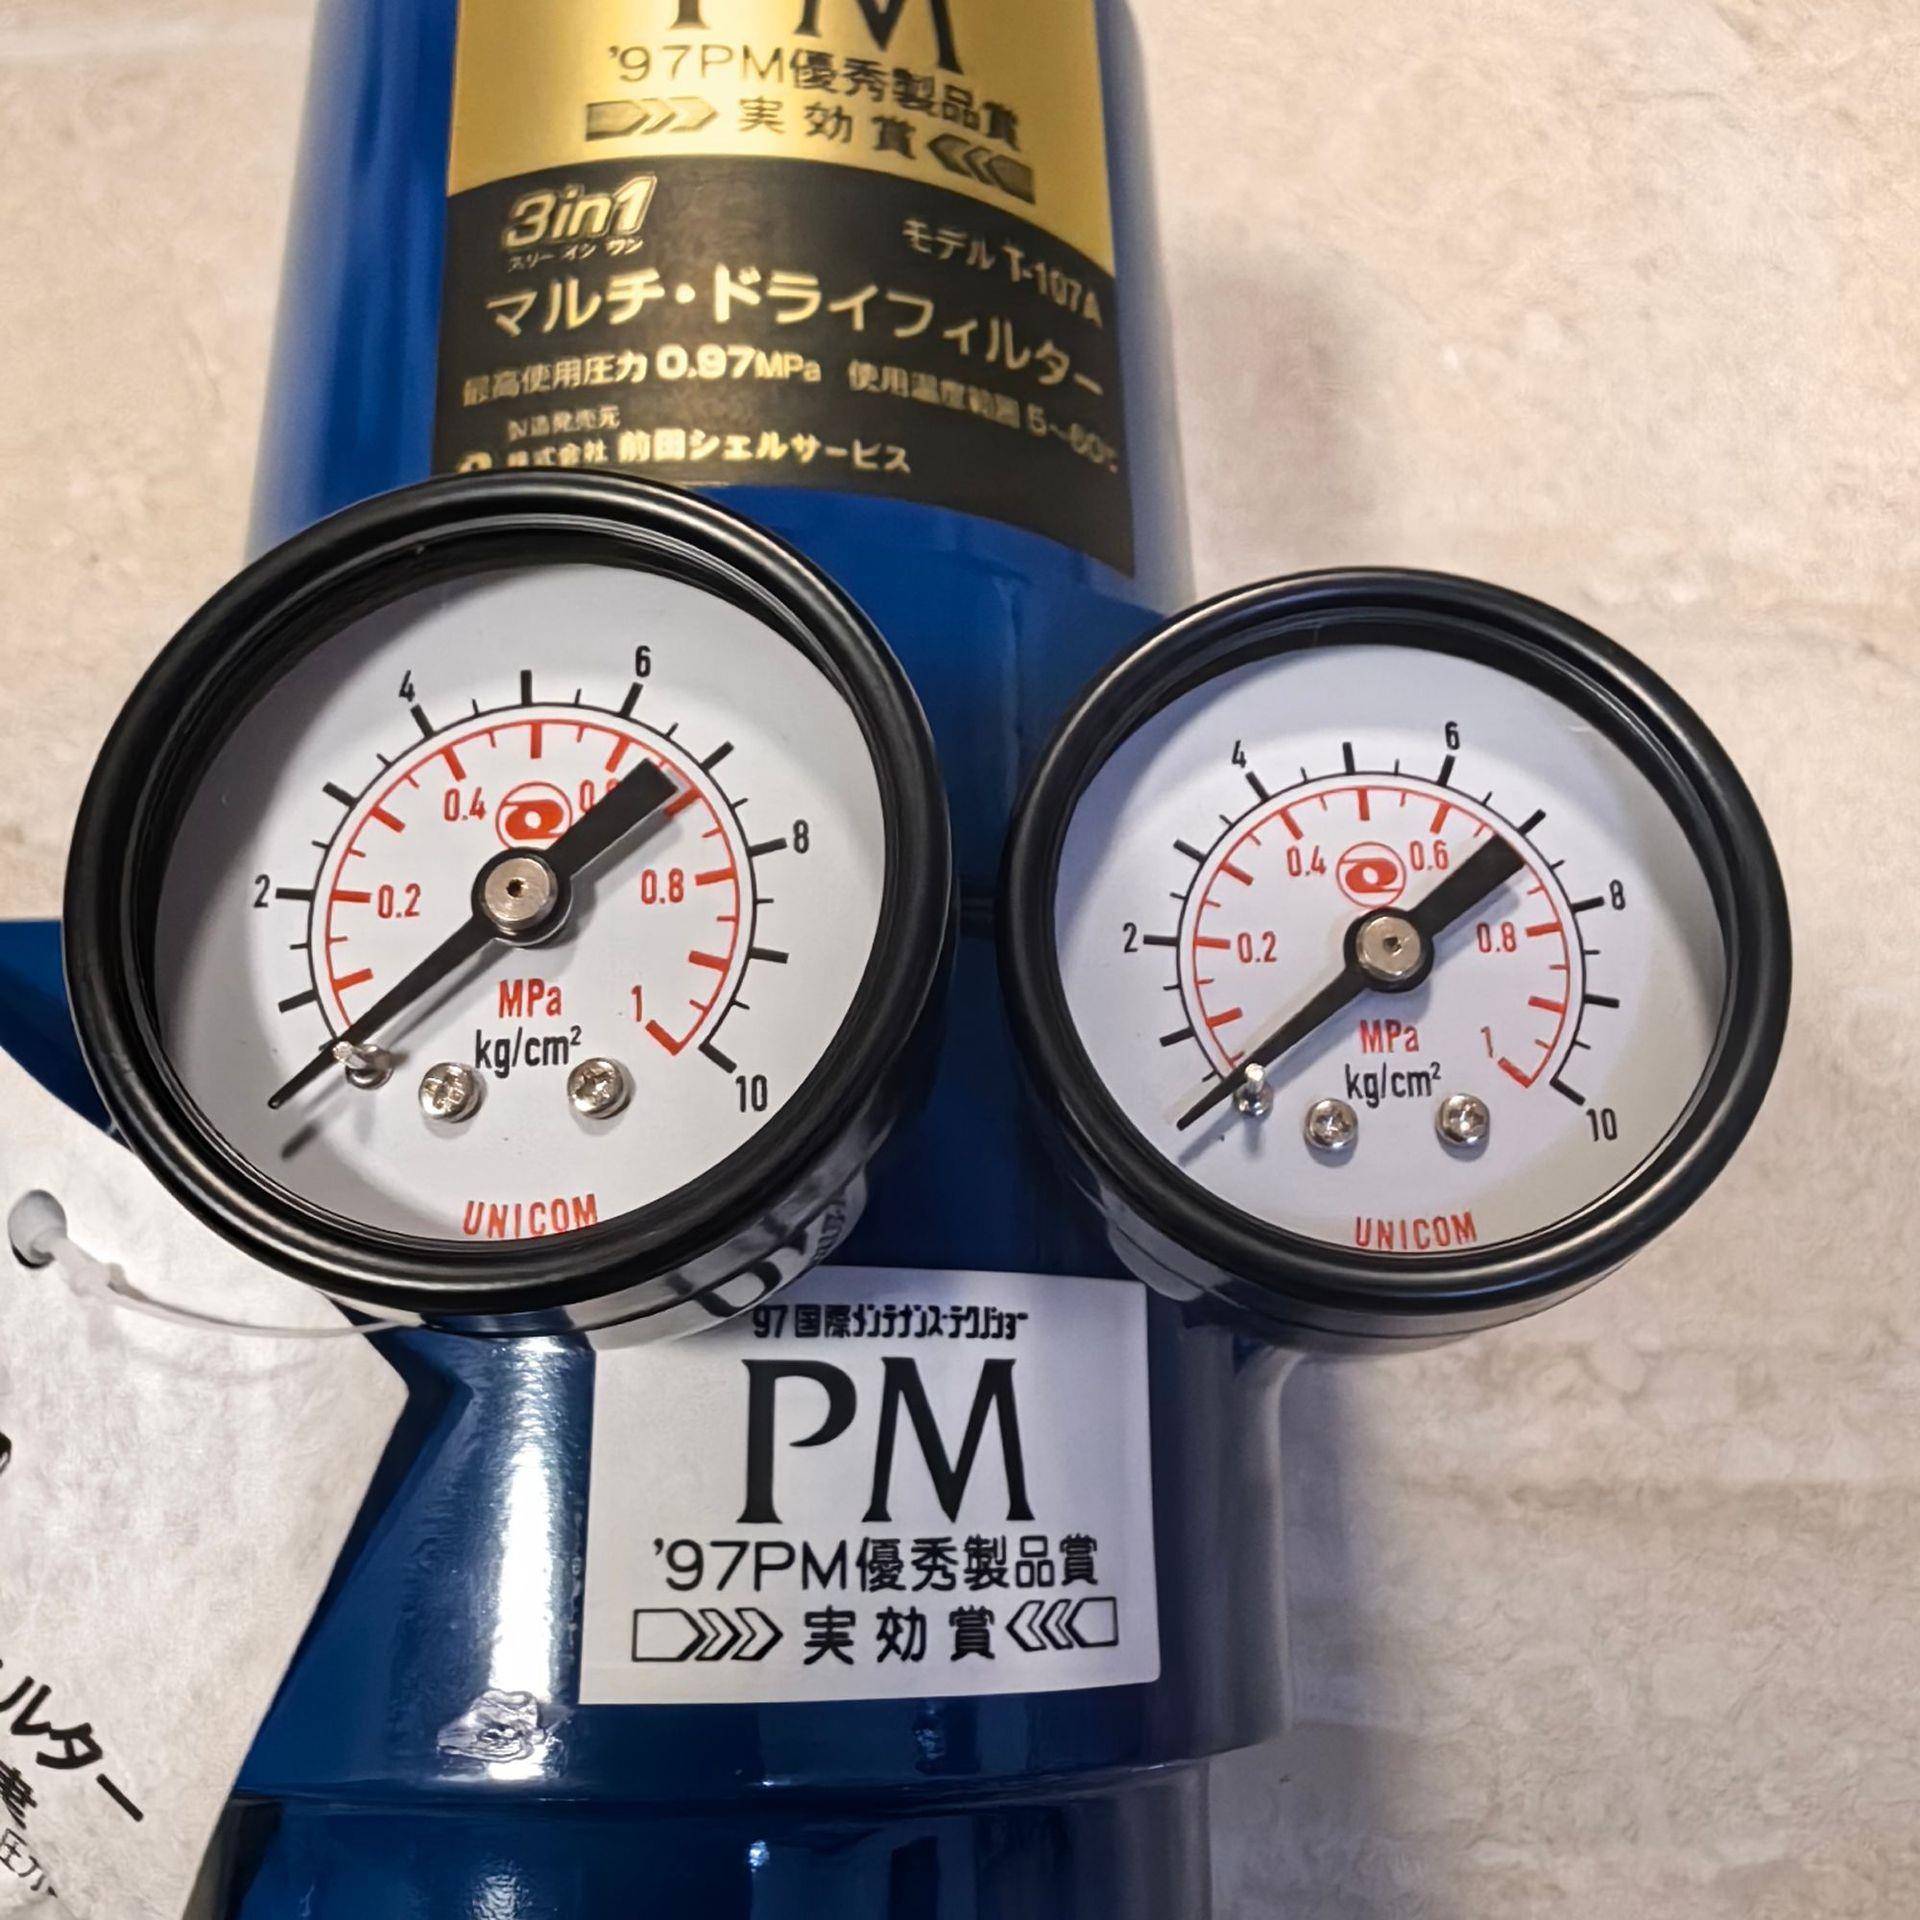 PM
'97PM優秀製品賞
実効賞
3in1
スリー イン ワン
モデル T-107A
マルチ・ドライフィルター
最高使用圧力 0.97MPa 使用温度範囲 5~60℃
製造発売元
株式会社 前田シェルサービス
2
4
6
8
10
0.2
0.4
0.8
1
MPa
kg/cm²
UNICOM
2
4
6
8
10
0.2
0.4
0.6
0.8
1
MPa
kg/cm²
UNICOM
'97 国際メンテナンス・テクノショー
PM
'97PM優秀製品賞
実効賞
ルター